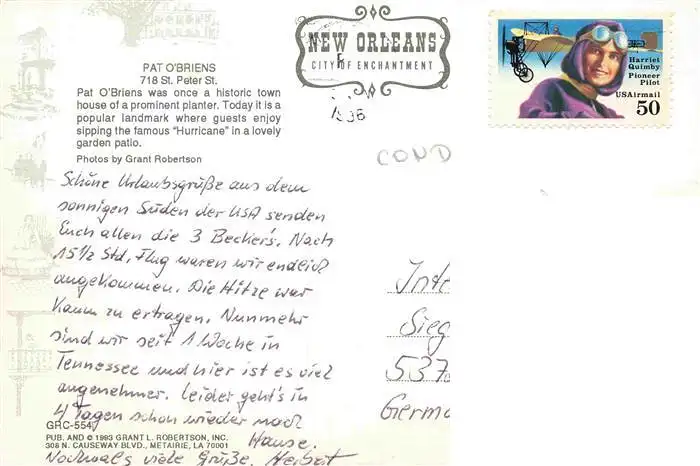 PAT O'BRIENS
718 St. Peter St.
Pat O'Briens was once a historic town
house of a prominent planter. Today it is a
popular landmark where guests enjoy
sipping the famous "Hurricane" in a lovely
garden patio.
Photos by Grant Robertson
NEW ORLEANS
CITY OF ENCHANTMENT
1996
Harriet
Quimby
Pioneer
Pilot
USAirmail
50
COND
Schöne Urlaubsgrüße aus dem
sonnigen Süden der USA senden
Euch allen die 3 Becker's. Nach
15 1/2 Std. Flug waren wir endlich
angekommen. Die Hitze war
kaum zu ertragen. Nunmehr
sind wir seit 1 Woche in
Tennessee und hier ist es viel
angenehmer. Leider geht's in
4 Tagen schon wieder nach
Hause.
Nochmals viele Grüße. Herbert
Sieg
537
Germa
GRC-5547
PUB. AND © 1993 GRANT L. ROBERTSON, INC.
308 N. CAUSEWAY BLVD., METAIRIE, LA 70001